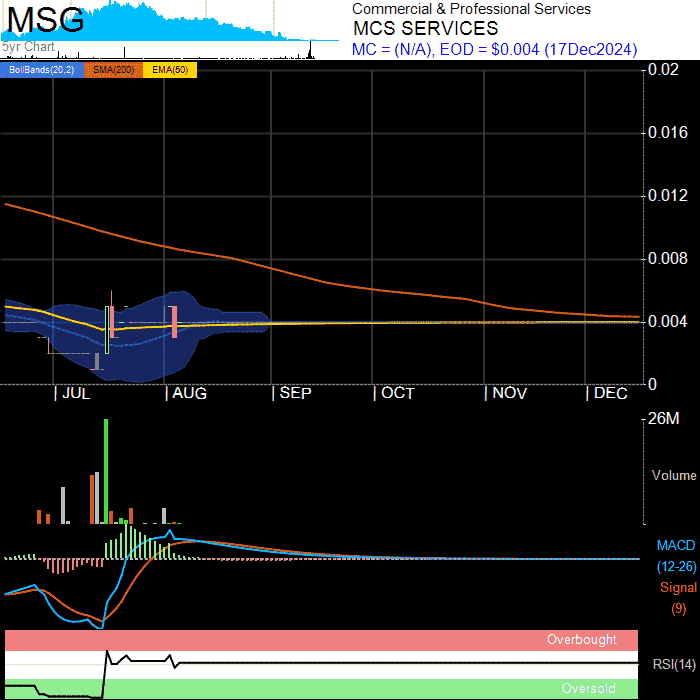 MSG
5yr Chart
Commercial & Professional Services
MCS SERVICES
MC = (N/A), EOD = $0.004 (17Dec2024)
BollBands(20,2) SMA(200) EMA(50)
0.02
0.016
0.012
0.008
0.004
0
JUL AUG SEP OCT NOV DEC
26M
Volume
MACD
(12-26)
Signal
(9)
Overbought
RSI(14)
Oversold